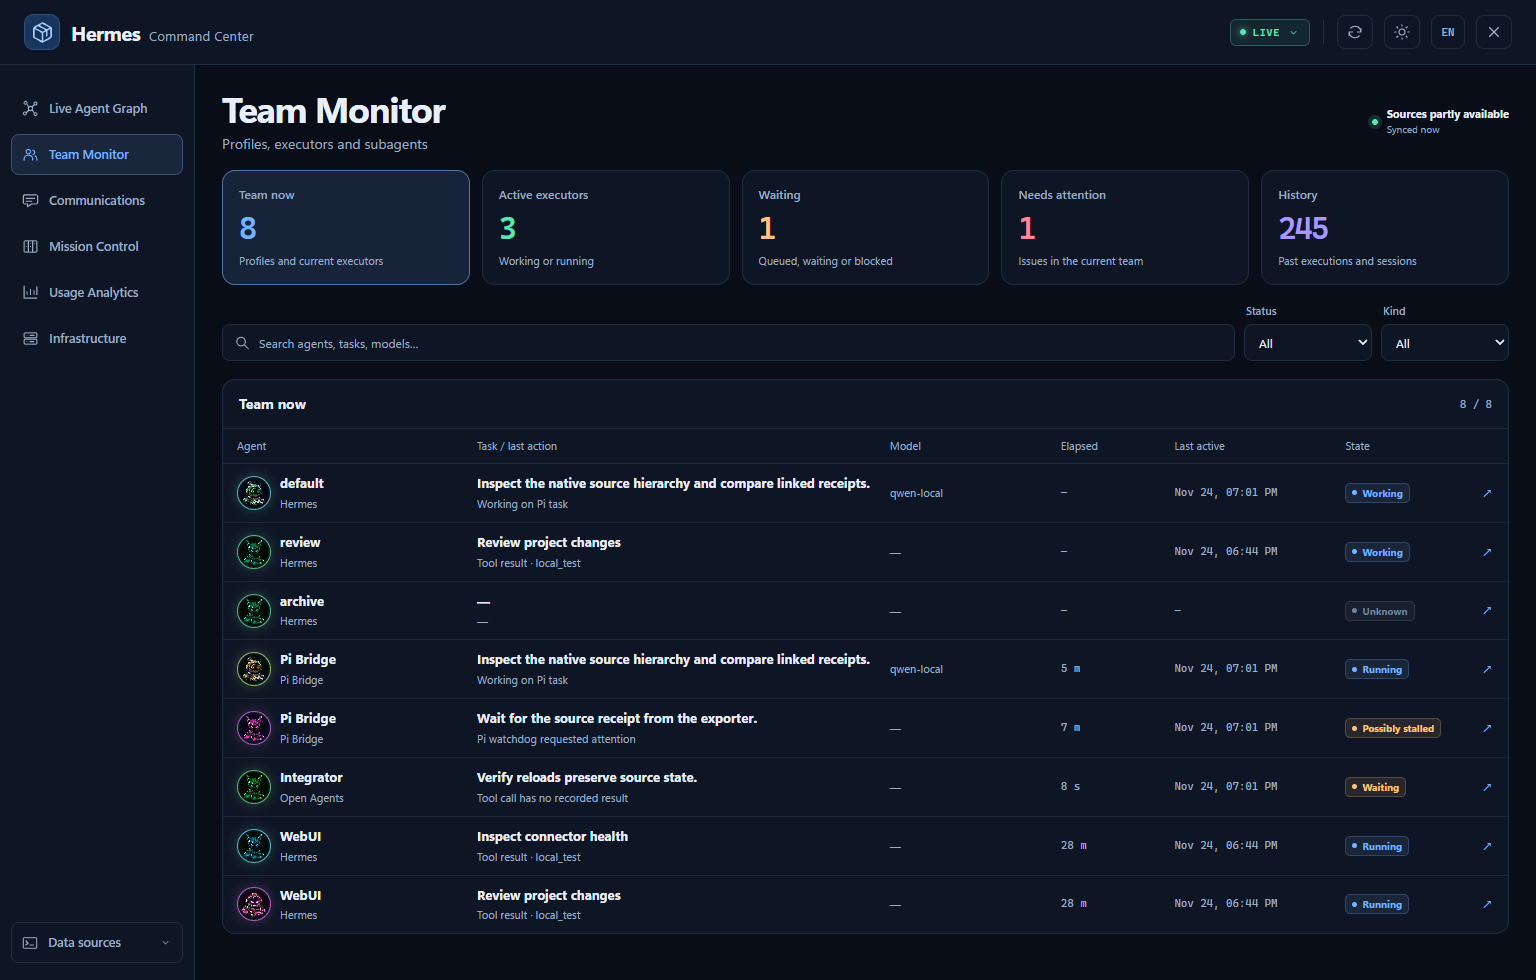 Hermes Command Center
LIVE
EN
Live Agent Graph
Team Monitor
Communications
Mission Control
Usage Analytics
Infrastructure
Data sources
Team Monitor
Profiles, executors and subagents
Sources partly available
Synced now
Team now
8
Profiles and current executors
Active executors
3
Working or running
Waiting
1
Queued, waiting or blocked
Needs attention
1
Issues in the current team
History
245
Past executions and sessions
Search agents, tasks, models...
Status
All
Kind
All
Team now 8 / 8
Agent Task / last action Model Elapsed Last active State
default Inspect the native source hierarchy and compare linked receipts. qwen-local – Nov 24, 07:01 PM Working ↗
Hermes Working on Pi task
review Review project changes — – Nov 24, 06:44 PM Working ↗
Hermes Tool result · local_test
archive — — – – Unknown ↗
Hermes —
Pi Bridge Inspect the native source hierarchy and compare linked receipts. qwen-local 5 m Nov 24, 07:01 PM Running ↗
Pi Bridge Working on Pi task
Pi Bridge Wait for the source receipt from the exporter. — 7 m Nov 24, 07:01 PM Possibly stalled ↗
Pi Bridge Pi watchdog requested attention
Integrator Verify reloads preserve source state. — 8 s Nov 24, 07:01 PM Waiting ↗
Open Agents Tool call has no recorded result
WebUI Inspect connector health — 28 m Nov 24, 06:44 PM Running ↗
Hermes Tool result · local_test
WebUI Review project changes — 28 m Nov 24, 06:44 PM Running ↗
Hermes Tool result · local_test